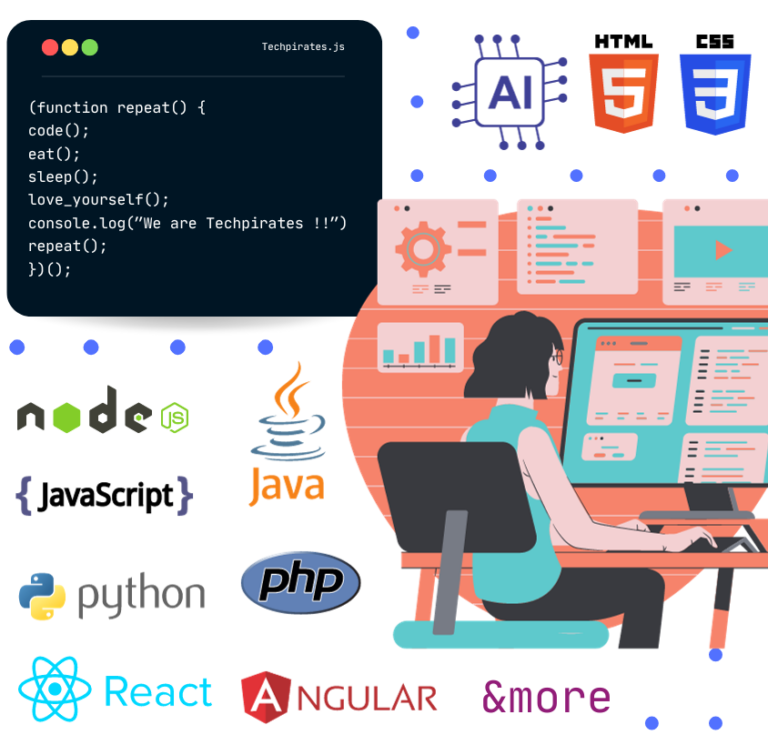 Techpirates.js
(function repeat() {
code();
eat();
sleep();
love_yourself();
console.log(”We are Techpirates !!”)
repeat();
})();
AI
HTML
5
CSS
3
node
JS
Java
{JavaScript}
python
php
React
ANGULAR
&more